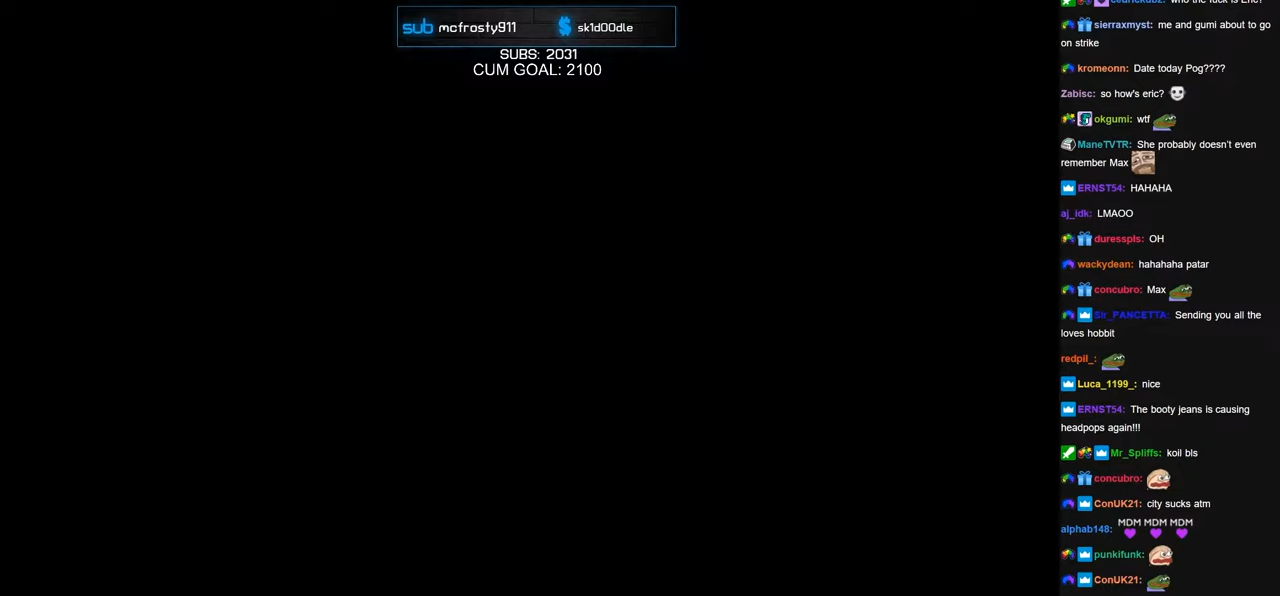 sub mcfrosty911 $ sk1d00dle
SUBS: 2031
CUM GOAL: 2100
sierraxmyst: me and gumi about to go
on strike
kromeonn: Date today Pog????
Zabisc: so how's eric?
okgumi: wtf
ManeTVTR: She probably doesn't even
remember Max
ERNST54: HAHAHA
aj_idk: LMAOO
duresspls: OH
wackydean: hahahaha patar
concubro: Max
Sir_PANCETTA: Sending you all the
loves hobbit
redpil_:
Luca_1199_: nice
ERNST54: The booty jeans is causing
headpops again!!!
Mr_Spliffs: koil bls
concubro:
ConUK21: city sucks atm
alphab148: MDM MDM MDM
punkifunk:
ConUK21: